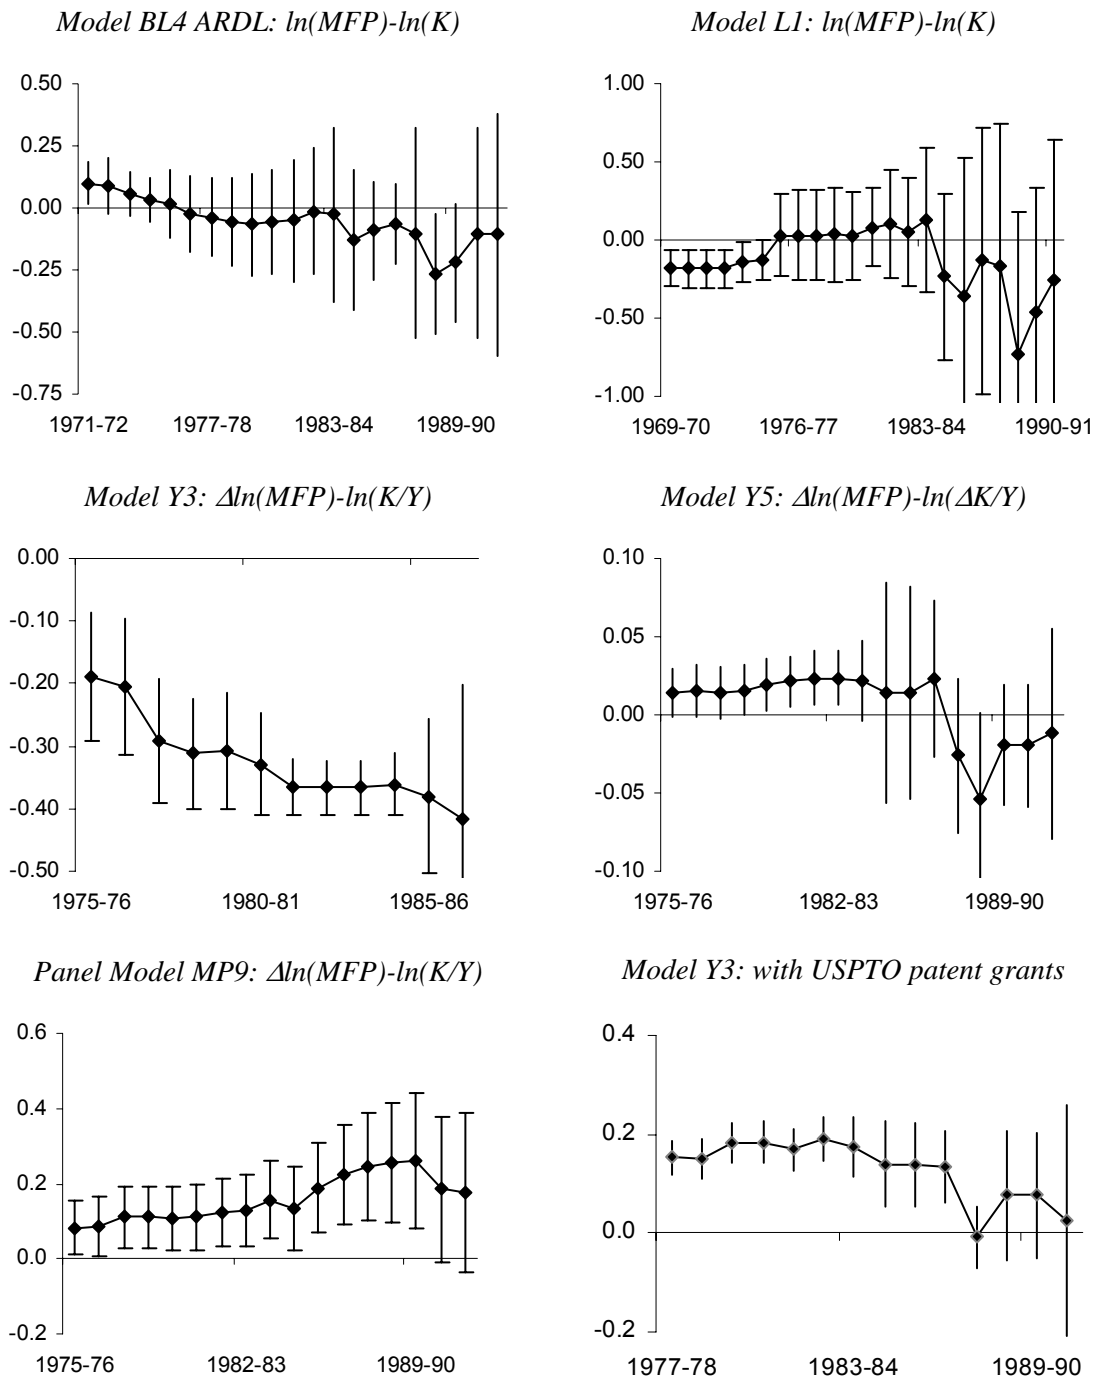 Model BL4 ARDL: ln(MFP)-ln(K)
0.50
0.25
0.00
-0.25
-0.50
-0.75
1971-72 1977-78 1983-84 1989-90
Model L1: ln(MFP)-ln(K)
1.00
0.50
0.00
-0.50
-1.00
1969-70 1976-77 1983-84 1990-91
Model Y3: Δln(MFP)-ln(K/Y)
0.00
-0.10
-0.20
-0.30
-0.40
-0.50
1975-76 1980-81 1985-86
Model Y5: Δln(MFP)-ln(ΔK/Y)
0.10
0.05
0.00
-0.05
-0.10
1975-76 1982-83 1989-90
Panel Model MP9: Δln(MFP)-ln(K/Y)
0.6
0.4
0.2
0.0
-0.2
1975-76 1982-83 1989-90
Model Y3: with USPTO patent grants
0.4
0.2
0.0
-0.2
1977-78 1983-84 1989-90